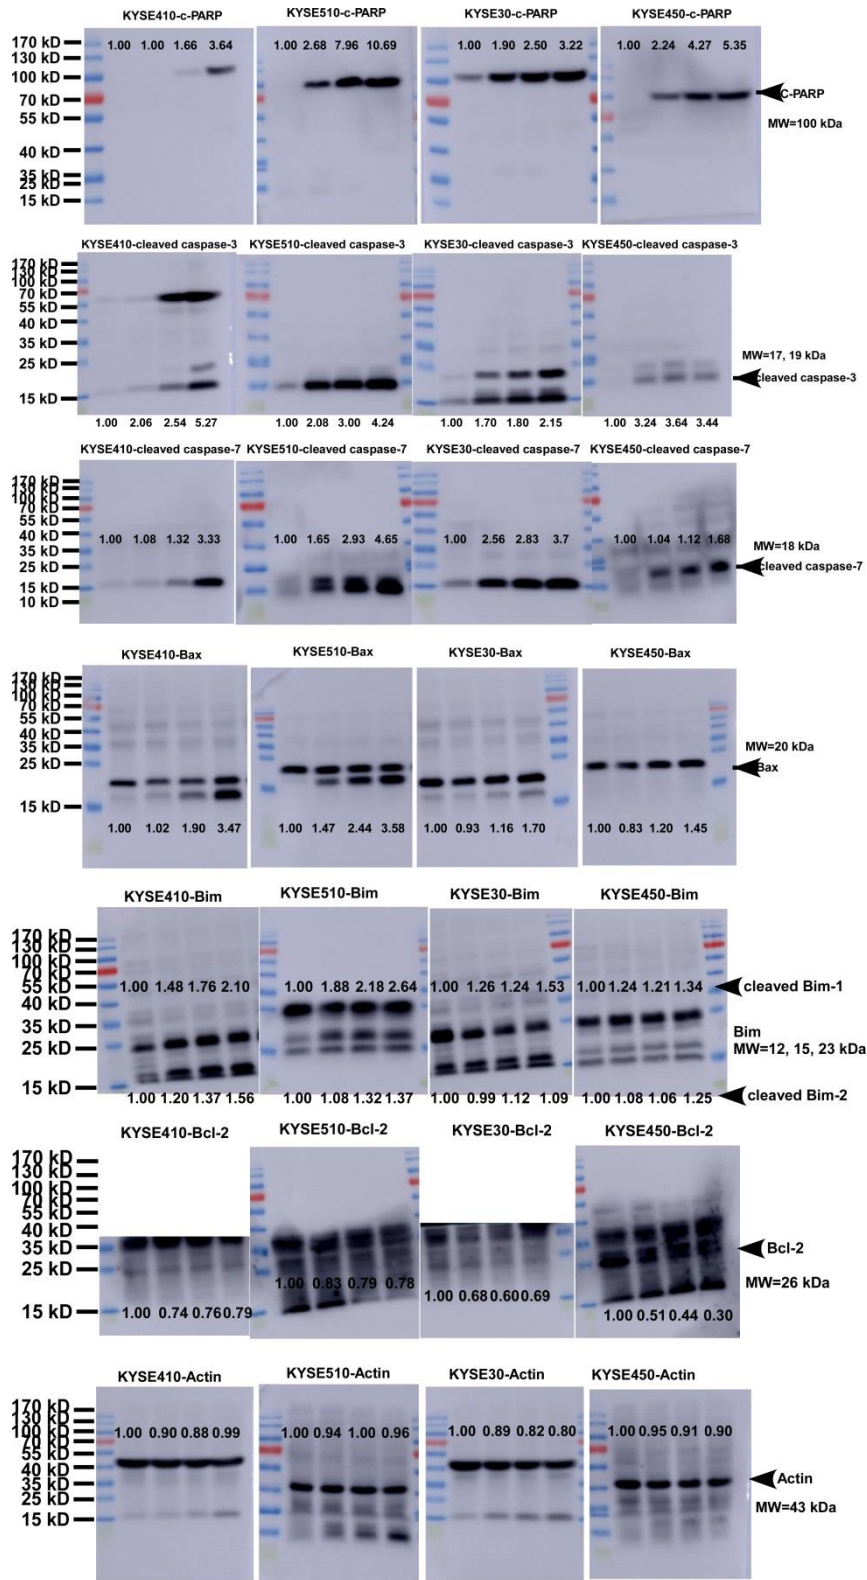 KYSE410-c-PARP KYSE510-c-PARP KYSE30-c-PARP KYSE450-c-PARP
170 kD 1.00 1.00 1.66 3.64 1.00 2.68 7.96 10.69 1.00 1.90 2.50 3.22 1.00 2.24 4.27 5.35
130 kD
100 kD
70 kD C-PARP
55 kD MW=100 kDa
40 kD
35 kD
25 kD
15 kD
KYSE410-cleaved caspase-3 KYSE510-cleaved caspase-3 KYSE30-cleaved caspase-3 KYSE450-cleaved caspase-3
170 kD
130 kD
100 kD
70 kD
55 kD
40 kD
35 kD
25 kD MW=17, 19 kDa
cleaved caspase-3
15 kD
1.00 2.06 2.54 5.27 1.00 2.08 3.00 4.24 1.00 1.70 1.80 2.15 1.00 3.24 3.64 3.44
KYSE410-cleaved caspase-7 KYSE510-cleaved caspase-7 KYSE30-cleaved caspase-7 KYSE450-cleaved caspase-7
170 kD
130 kD
100 kD
70 kD
55 kD
40 kD 1.00 1.08 1.32 3.33 1.00 1.65 2.93 4.65 1.00 2.56 2.83 3.7 1.00 1.04 1.12 1.68
35 kD MW=18 kDa
25 kD cleaved caspase-7
15 kD
10 kD
KYSE410-Bax KYSE510-Bax KYSE30-Bax KYSE450-Bax
170 kD
130 kD
100 kD
70 kD
55 kD
40 kD
35 kD MW=20 kDa
25 kD Bax
15 kD
1.00 1.02 1.90 3.47 1.00 1.47 2.44 3.58 1.00 0.93 1.16 1.70 1.00 0.83 1.20 1.45
KYSE410-Bim KYSE510-Bim KYSE30-Bim KYSE450-Bim
170 kD
130 kD
100 kD
70 kD
55 kD 1.00 1.48 1.76 2.10 1.00 1.88 2.18 2.64 1.00 1.26 1.24 1.53 1.00 1.24 1.21 1.34 cleaved Bim-1
40 kD
35 kD Bim
25 kD MW=12, 15, 23 kDa
15 kD
1.00 1.20 1.37 1.56 1.00 1.08 1.32 1.37 1.00 0.99 1.12 1.09 1.00 1.08 1.06 1.25 cleaved Bim-2
KYSE410-Bcl-2 KYSE510-Bcl-2 KYSE30-Bcl-2 KYSE450-Bcl-2
170 kD
130 kD
100 kD
70 kD
55 kD
40 kD
35 kD Bcl-2
25 kD MW=26 kDa
1.00 0.83 0.79 0.78
1.00 0.68 0.60 0.69
15 kD 1.00 0.74 0.76 0.79 1.00 0.51 0.44 0.30
KYSE410-Actin KYSE510-Actin KYSE30-Actin KYSE450-Actin
170 kD
130 kD
100 kD 1.00 0.90 0.88 0.99 1.00 0.94 1.00 0.96 1.00 0.89 0.82 0.80 1.00 0.95 0.91 0.90
70 kD
55 kD
40 kD
35 kD Actin
25 kD
15 kD MW=43 kDa